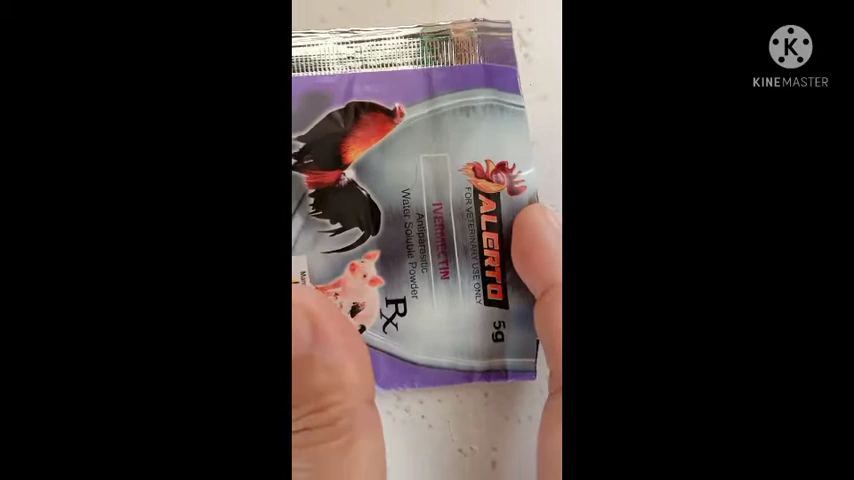 ALERTO
FOR VETERINARY USE ONLY
5g
IVERMECTIN
Antiparasitic
Water Soluble Powder
Rx
K
KINEMASTER